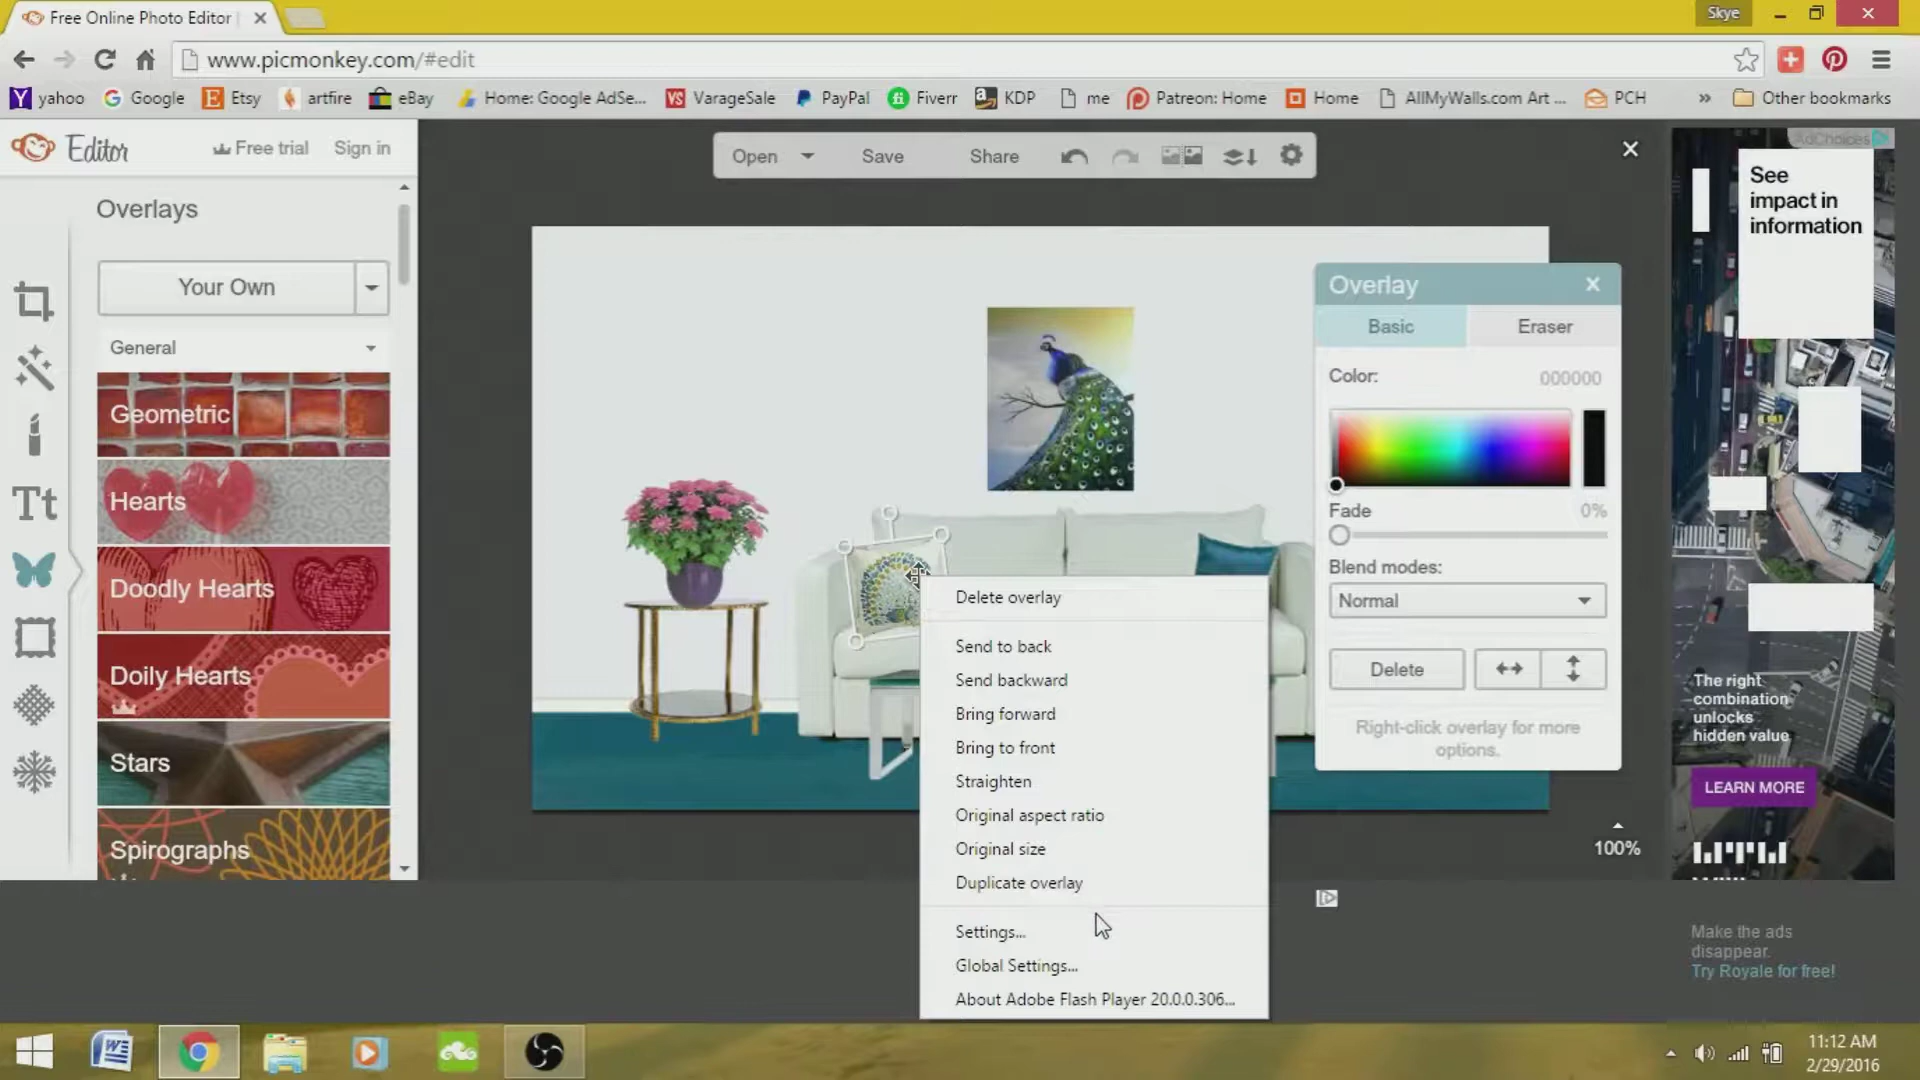 Free Online Photo Editor
Skye
www.picmonkey.com/#edit
yahoo
Google
Etsy
artfire
eBay
Home: Google AdSe...
VS VarageSale
PayPal
fi Fiverr
KDP
me
Patreon: Home
Home
AllMyWalls.com Art ...
PCH
»
Other bookmarks
Editor
Free trial
Sign in
Open
Save
Share
AdChoices
Overlays
Your Own
General
Geometric
Hearts
Doodly Hearts
Doily Hearts
Stars
Spirographs
Tt
Overlay
Basic
Eraser
Color:
000000
Fade
0%
Blend modes:
Normal
Delete
Right-click overlay for more
options.
Delete overlay
Send to back
Send backward
Bring forward
Bring to front
Straighten
Original aspect ratio
Original size
Duplicate overlay
Settings...
Global Settings...
About Adobe Flash Player 20.0.0.306...
100%
See
impact in
information
The right
combination
unlocks
hidden value
LEARN MORE
Make the ads
disappear.
Try Royale for free!
11:12 AM
2/29/2016